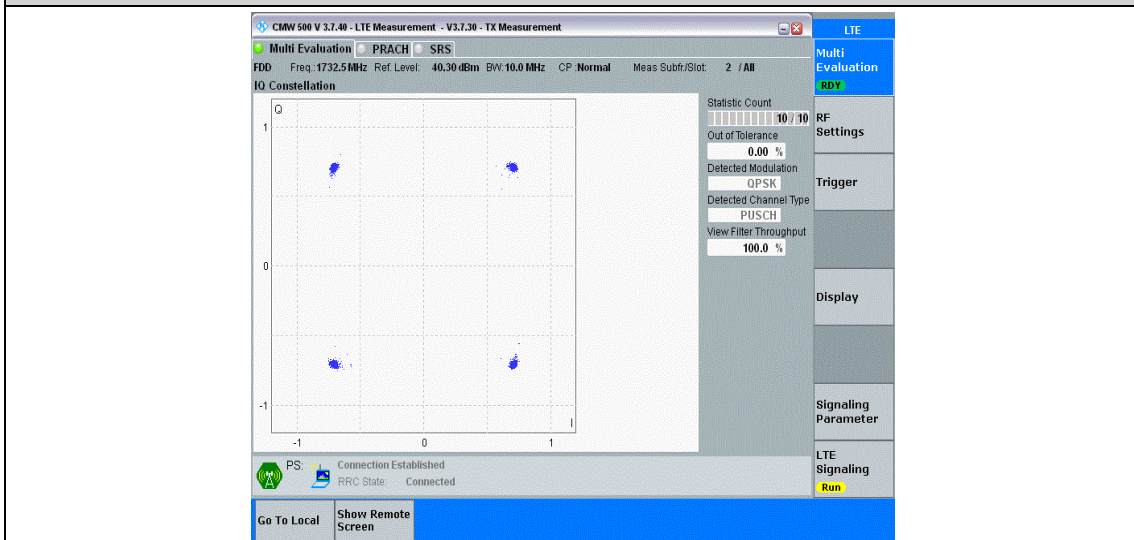 CMW 500 V 3.7.40 - LTE Measurement - V3.7.30 - TX Measurement
LTE
Multi Evaluation PRACH SRS
FDD Freq.:1732.5 MHz Ref. Level: 40.30 dBm BW:10.0 MHz CP :Normal Meas Subfr./Slot: 2 / All
IQ Constellation
Q
1
0
-1
-1 0 1
I
Statistic Count
10 / 10
Out of Tolerance
0.00 %
Detected Modulation
QPSK
Detected Channel Type
PUSCH
View Filter Throughput
100.0 %
Multi
Evaluation
RDY
RF
Settings
Trigger
Display
Signaling
Parameter
LTE
Signaling
Run
PS: Connection Established
RRC State: Connected
Go To Local
Show Remote
Screen